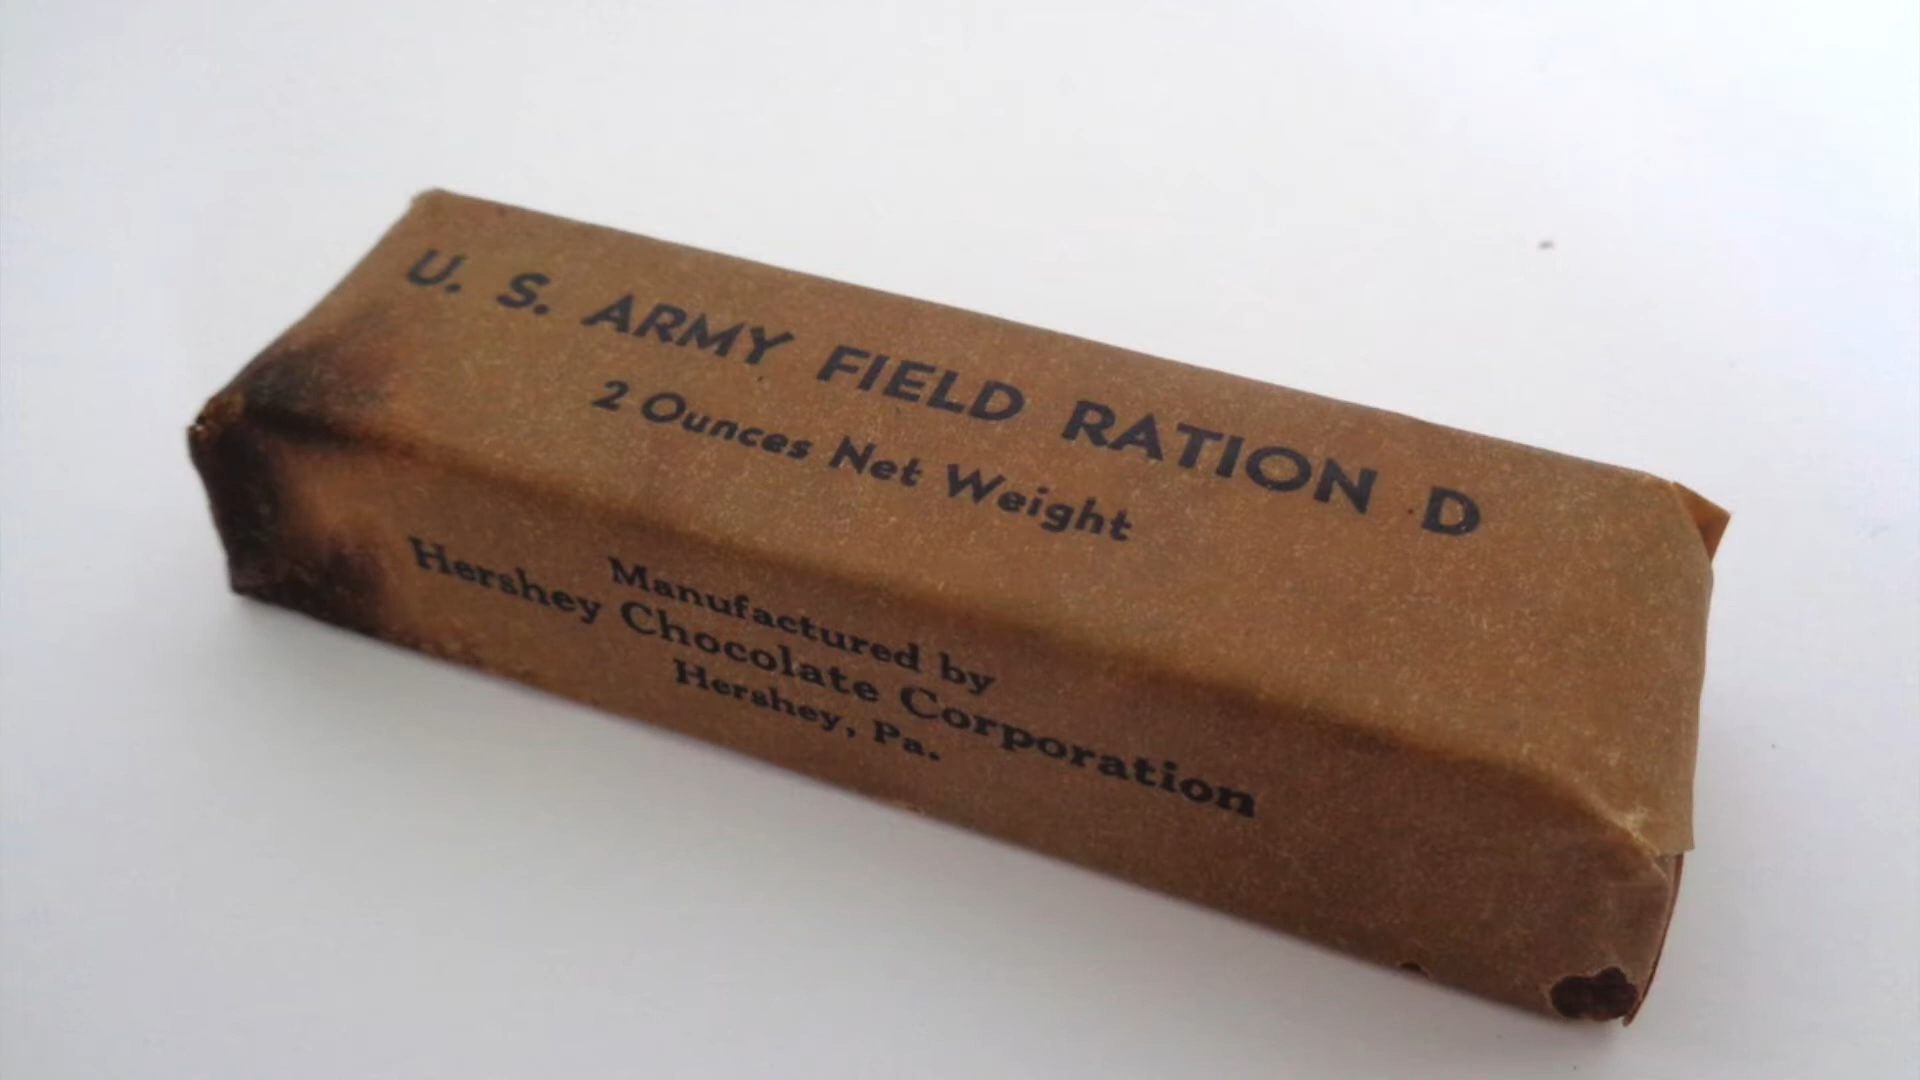 U. S. ARMY FIELD RATION D
2 Ounces Net Weight
Manufactured by
Hershey Chocolate Corporation
Hershey, Pa.